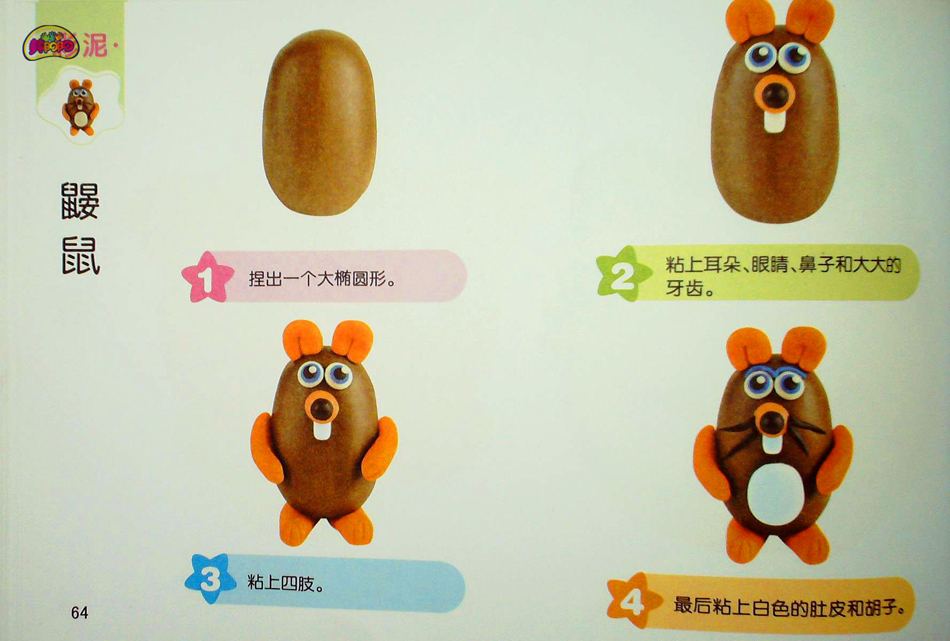 泥·
鼹
鼠
1
捏出一个大椭圆形。
2
粘上耳朵、眼睛、鼻子和大大的
牙齿。
3
粘上四肢。
4
最后粘上白色的肚皮和胡子。
64